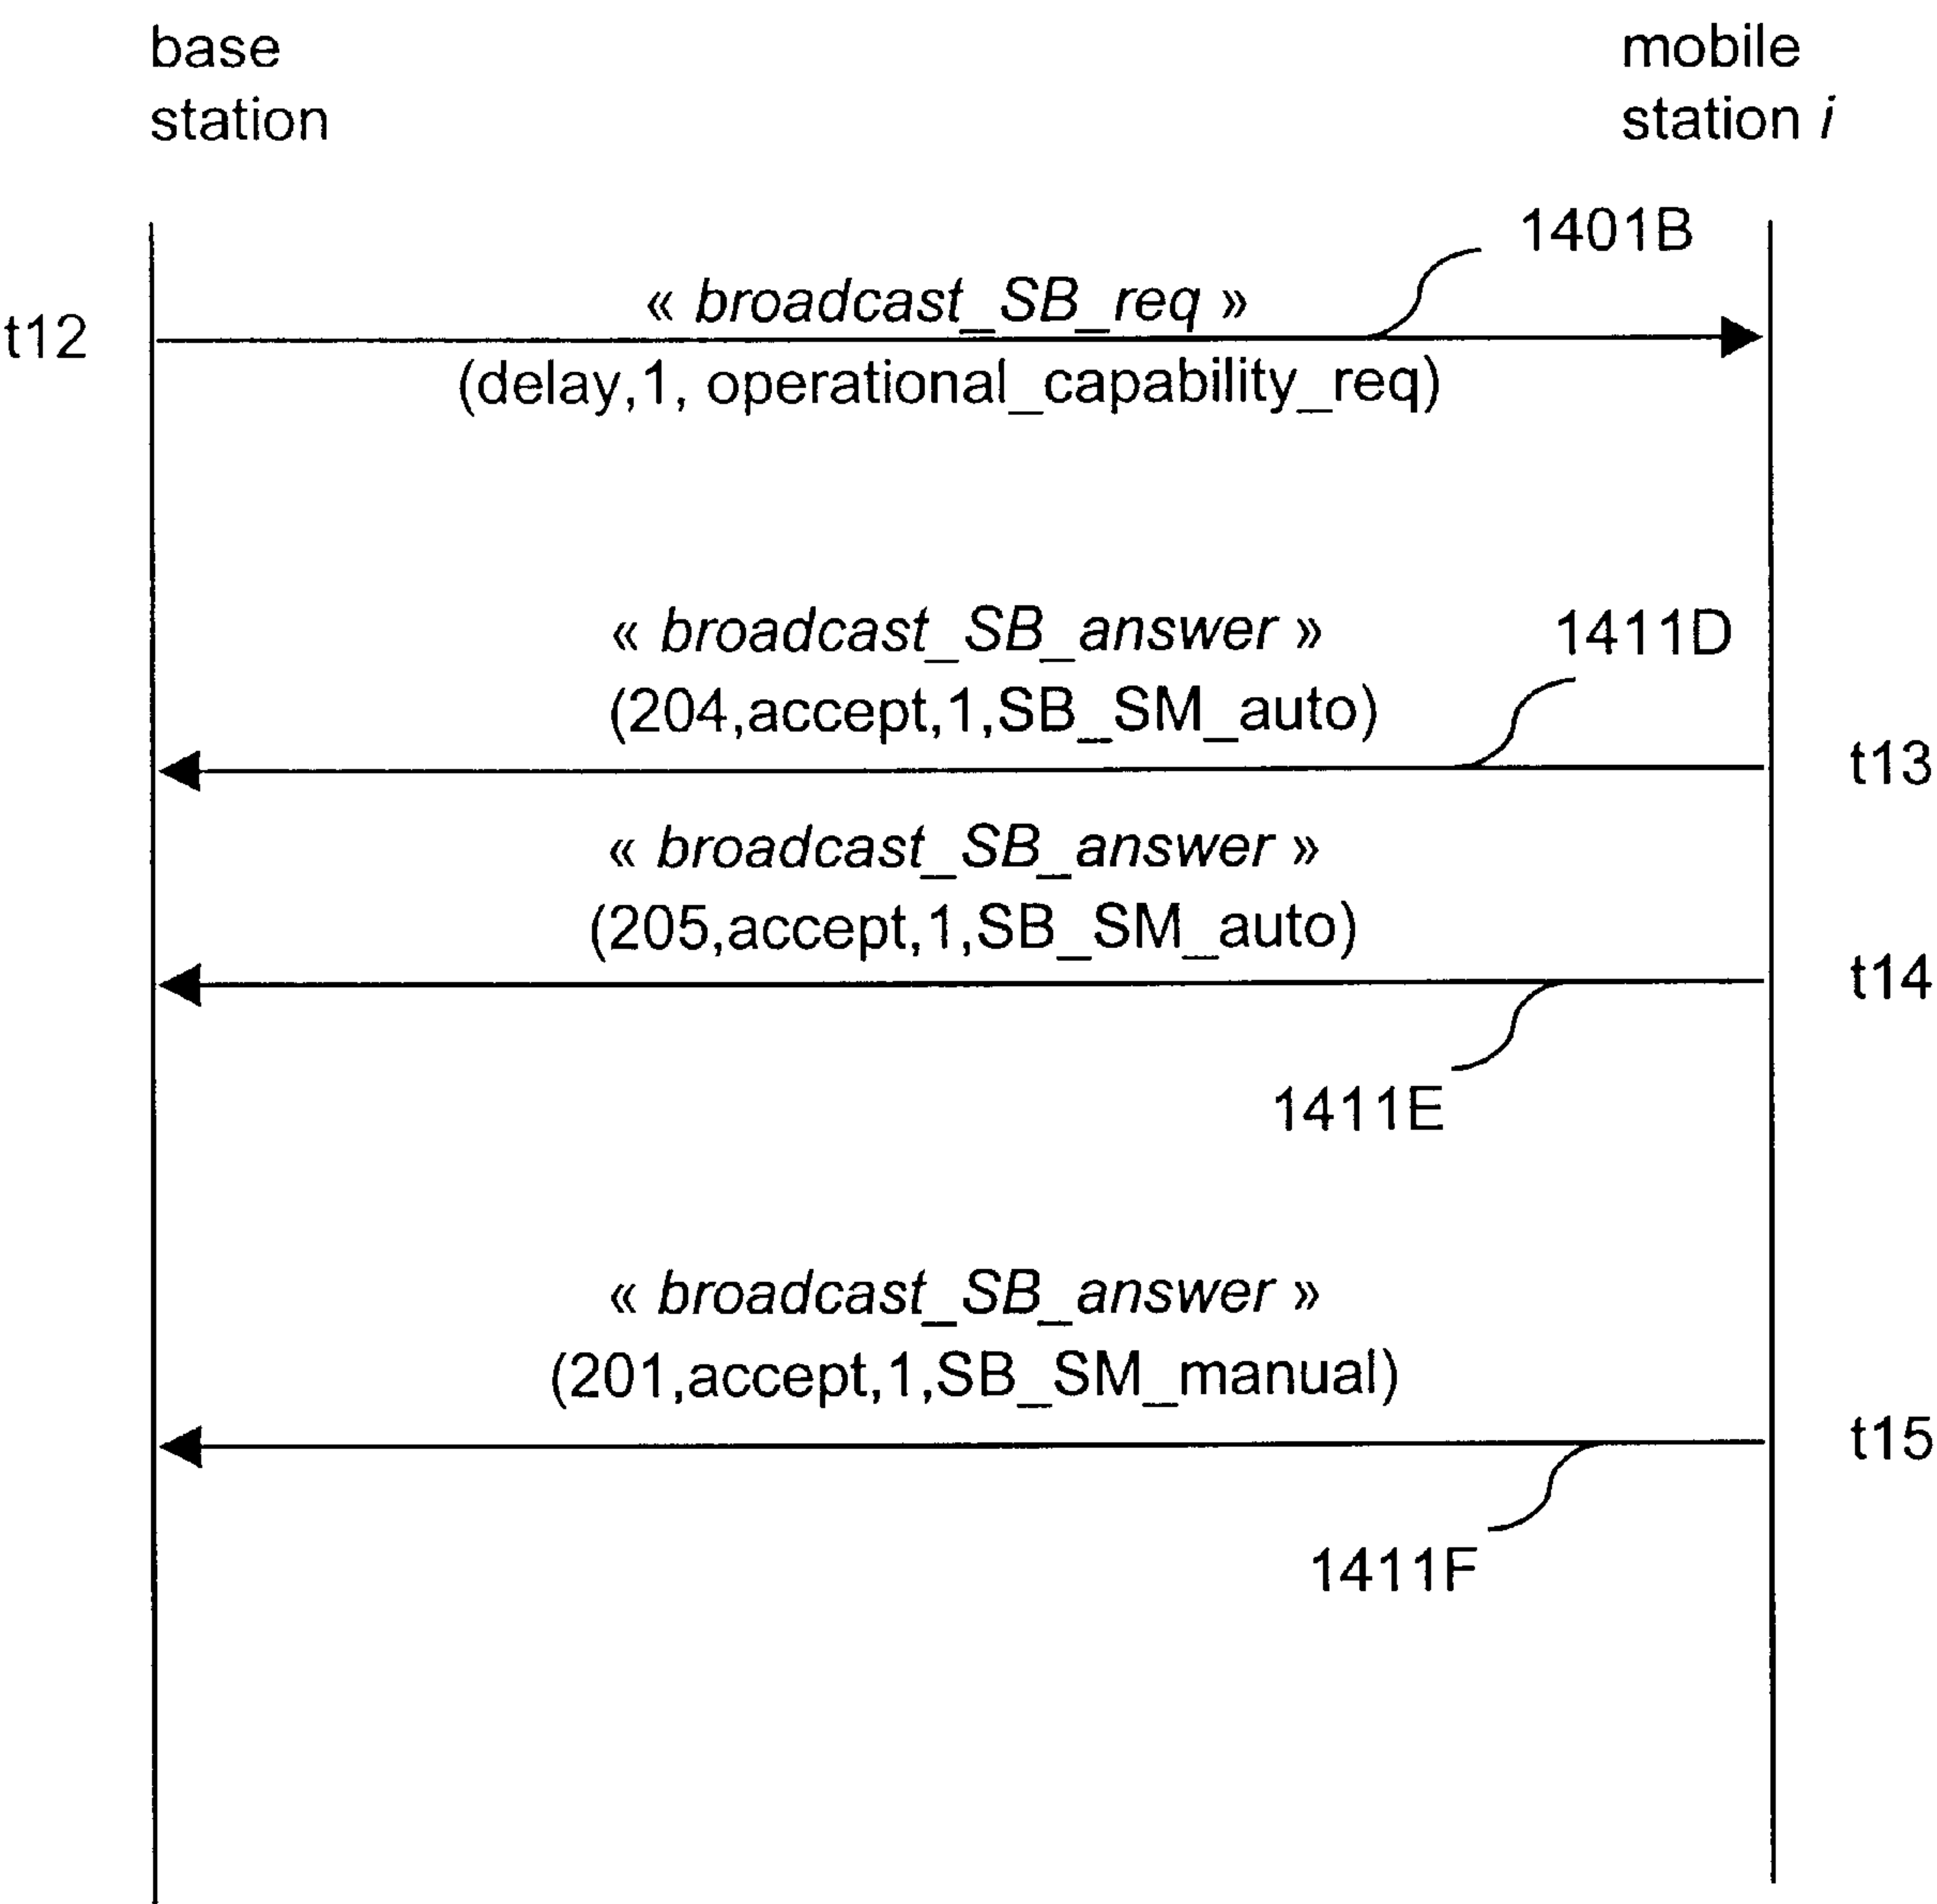 base
station
mobile
station i
1401B
« broadcast_SB_req »
t12
(delay,1, operational_capability_req)
« broadcast_SB_answer »
1411D
(204,accept,1,SB_SM_auto)
t13
« broadcast_SB_answer »
(205,accept,1,SB_SM_auto)
t14
1411E
« broadcast_SB_answer »
(201,accept,1,SB_SM_manual)
t15
1411F